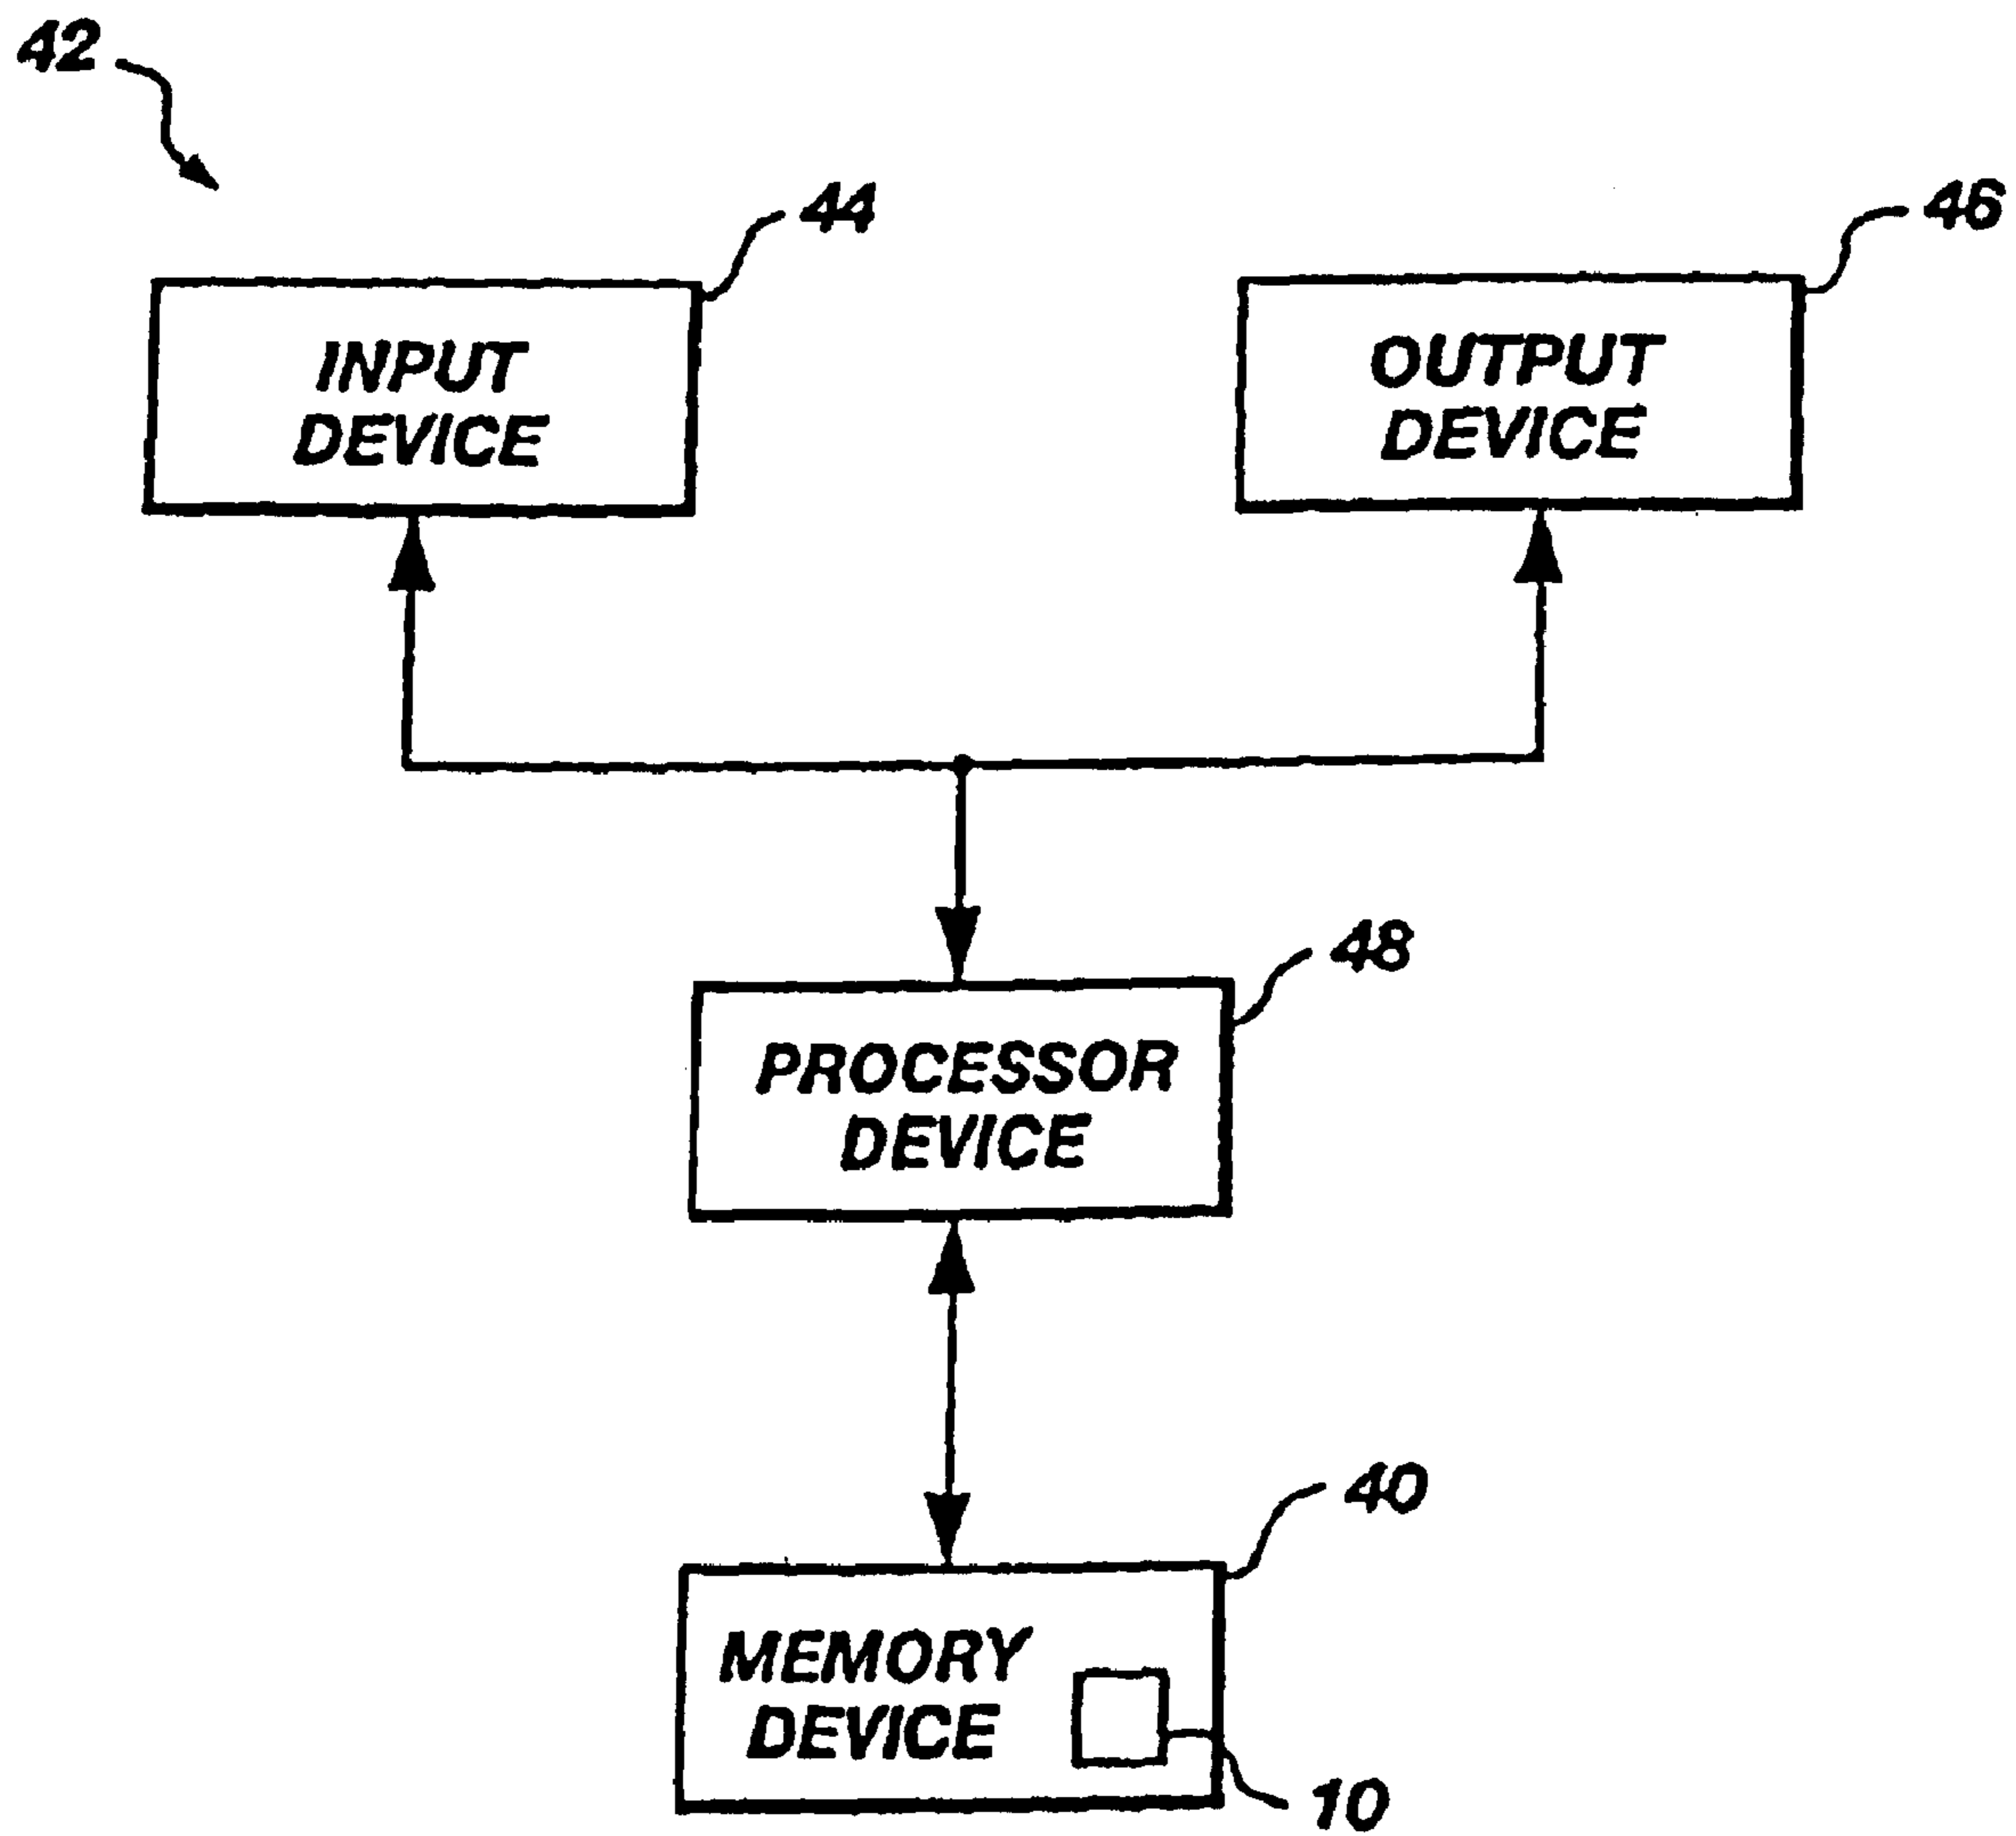 42
44
46
INPUT
DEVICE
OUTPUT
DEVICE
48
PROCESSOR
DEVICE
40
MEMORY
DEVICE
10